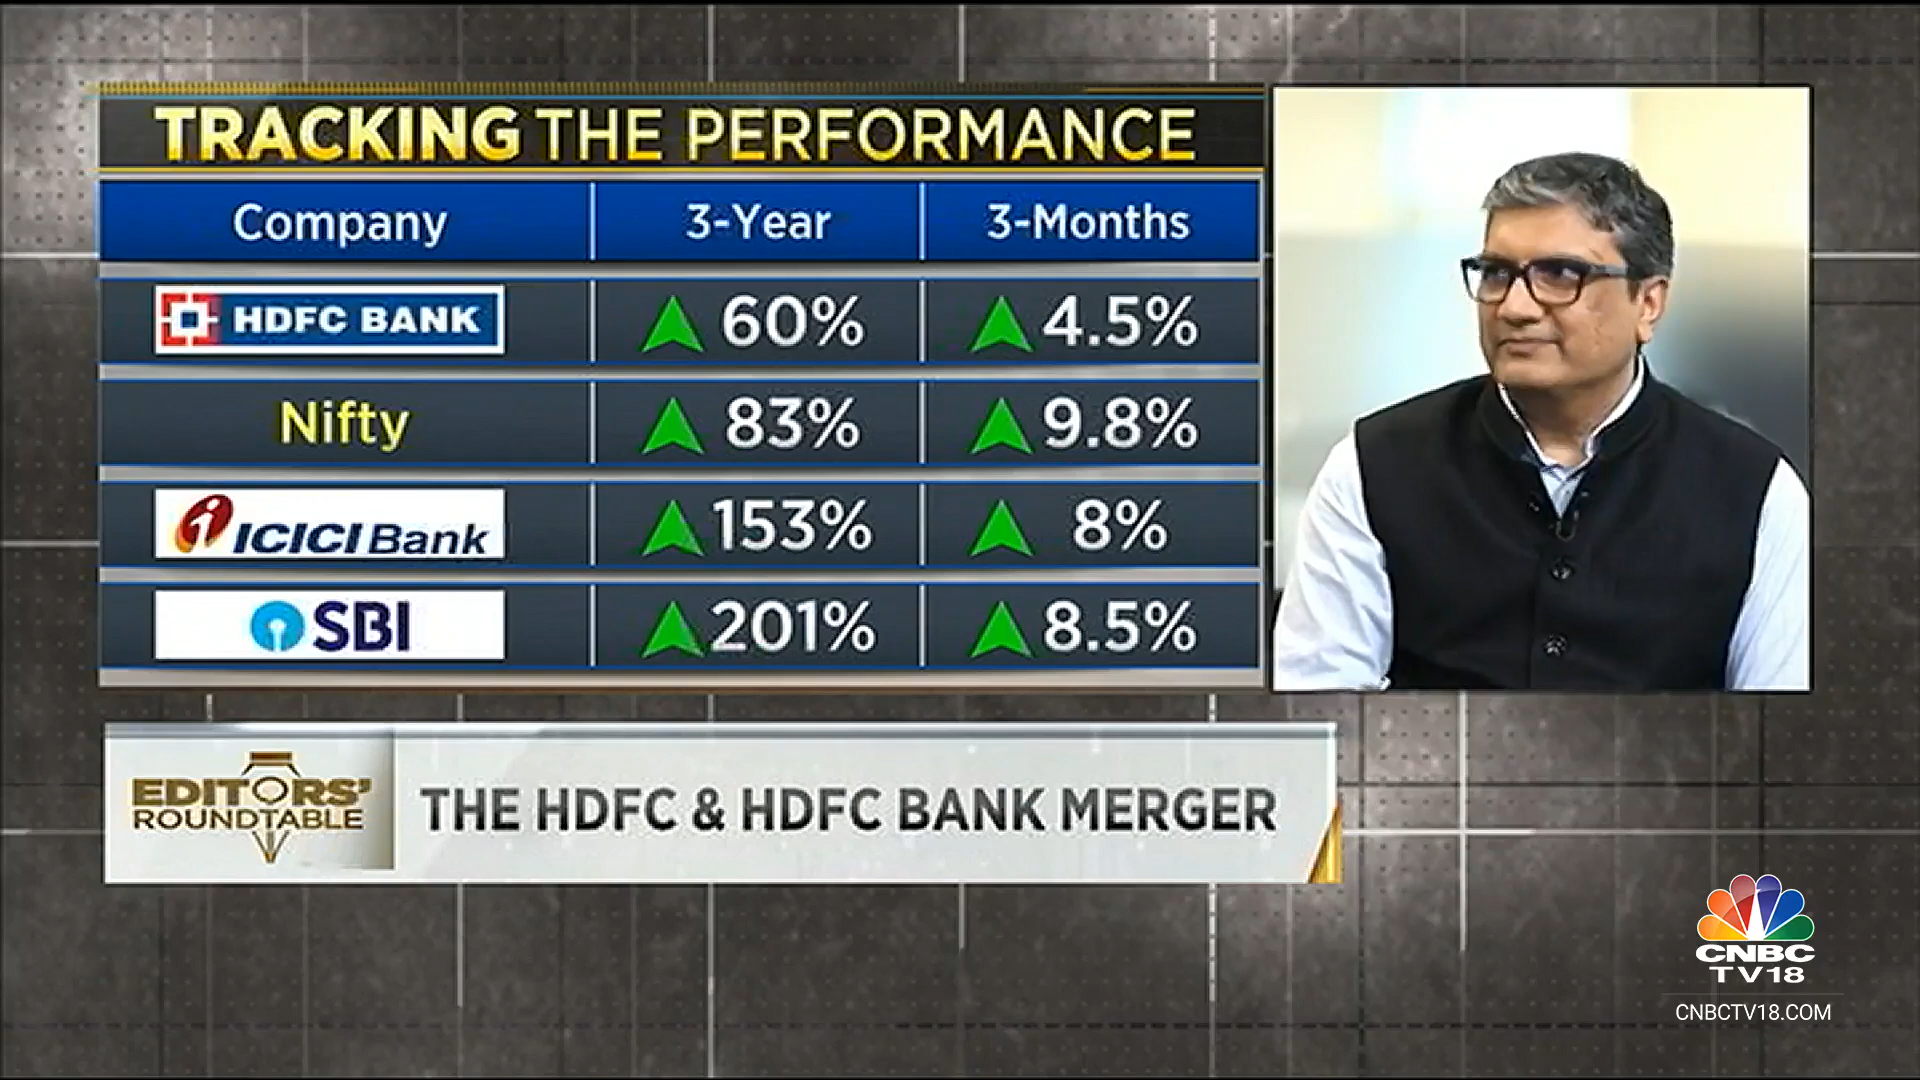 TRACKING THE PERFORMANCE
Company 3-Year 3-Months
HDFC BANK 60% 4.5%
Nifty 83% 9.8%
ICICI Bank 153% 8%
SBI 201% 8.5%
EDITORS'
ROUNDTABLE
THE HDFC & HDFC BANK MERGER
CNBC
TV18
CNBCTV18.COM